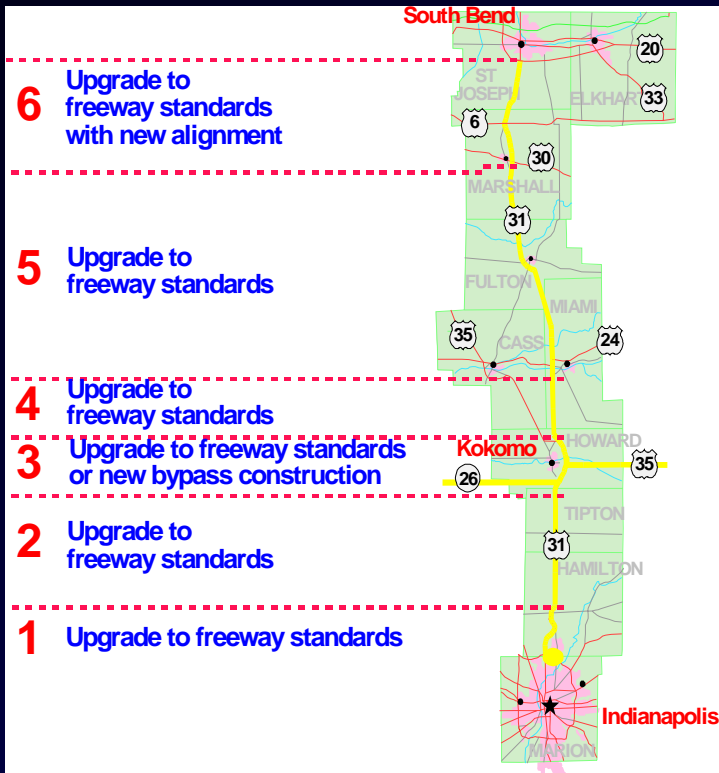 South Bend
20
ST
JOSEPH
ELKHART
33
6
Upgrade to
freeway standards
with new alignment
6
30
MARSHALL
31
5
Upgrade to
freeway standards
FULTON
MIAMI
35
CASS
24
4
Upgrade to
freeway standards
3
Upgrade to freeway standards
or new bypass construction
Kokomo
HOWARD
35
26
TIPTON
2
Upgrade to
freeway standards
31
HAMILTON
1
Upgrade to freeway standards
Indianapolis
MARION